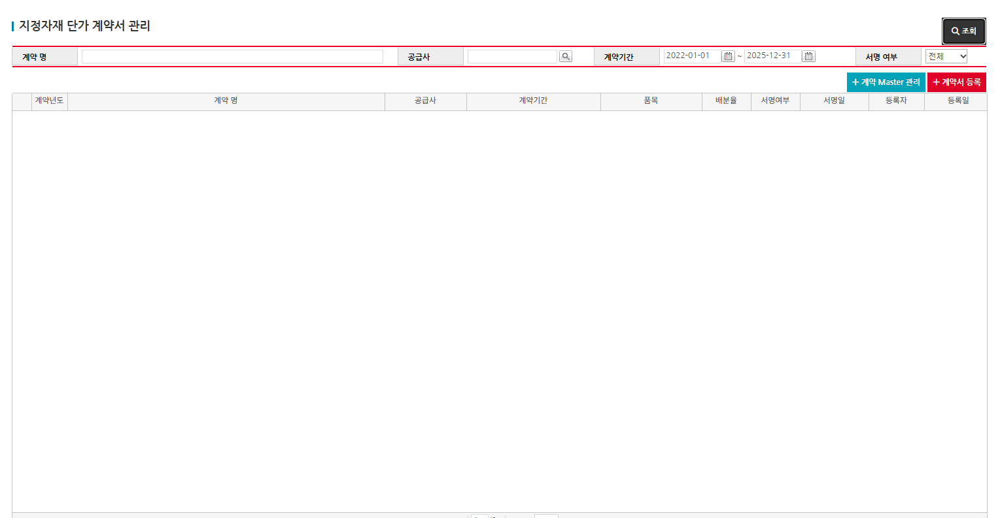 지정자재 단가 계약서 관리
조회
계약 명 공급사 계약기간 2022-01-01 ~ 2025-12-31 서명 여부 전체
+ 계약 Master 관리 + 계약서 등록
계약년도 계약 명 공급사 계약기간 품목 배분율 서명여부 서명일 등록자 등록일